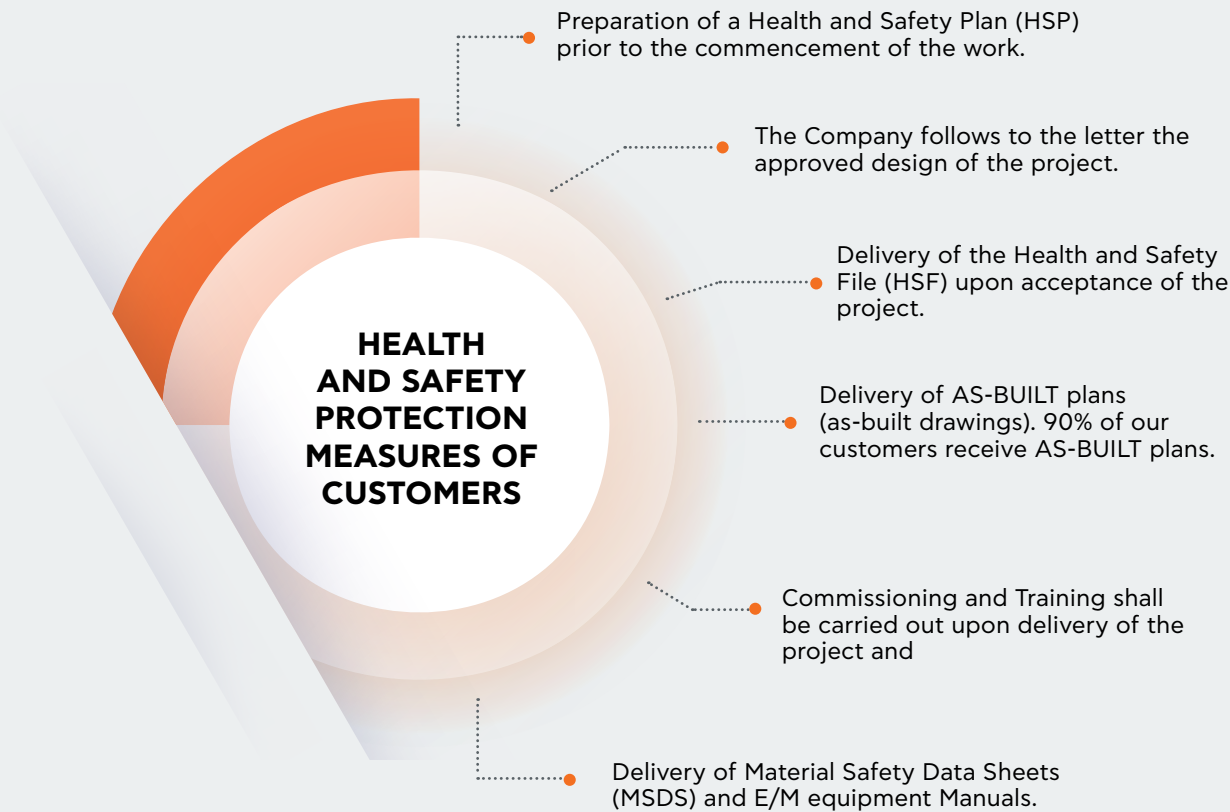 Preparation of a Health and Safety Plan (HSP)
prior to the commencement of the work.
The Company follows to the letter the
approved design of the project.
Delivery of the Health and Safety
File (HSF) upon acceptance of the
project.
HEALTH
AND SAFETY
PROTECTION
MEASURES OF
CUSTOMERS
Delivery of AS-BUILT plans
(as-built drawings). 90% of our
customers receive AS-BUILT plans.
Commissioning and Training shall
be carried out upon delivery of the
project and
Delivery of Material Safety Data Sheets
(MSDS) and E/M equipment Manuals.